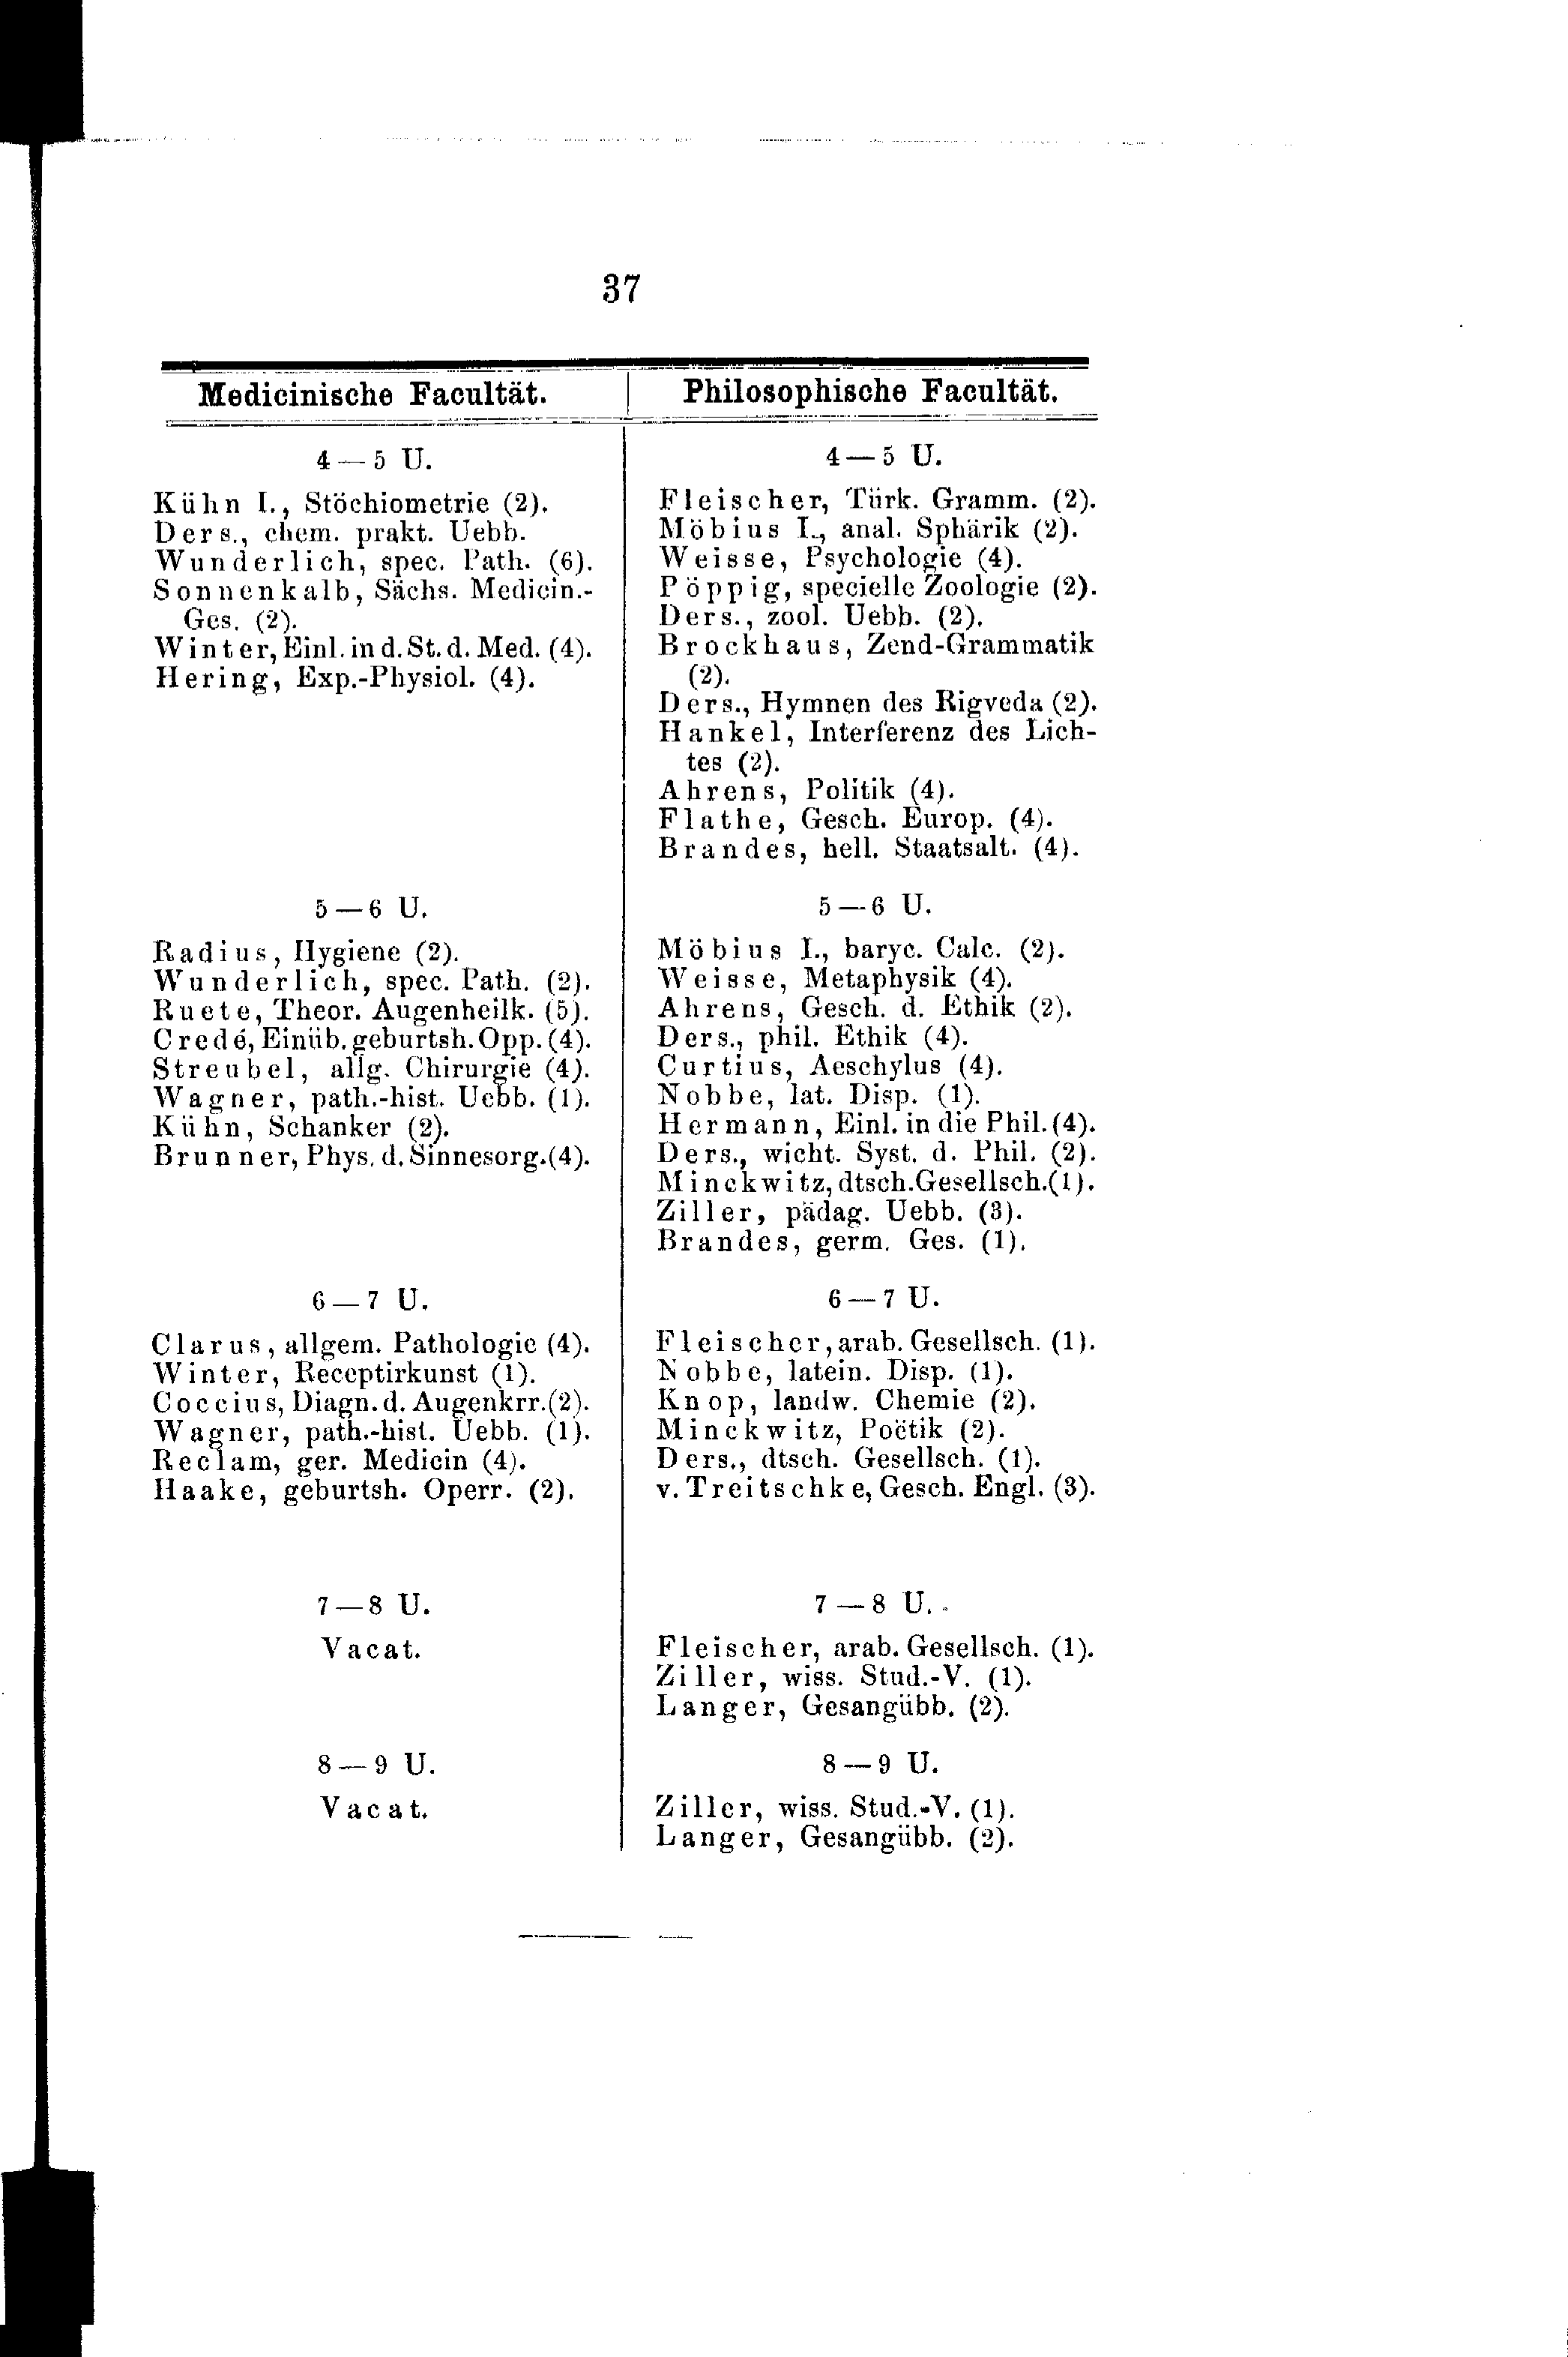 37
Medicinische Facultät.
4 — 5 U.
Kühn I., Stöchiometrie (2).
Ders., chem. prakt. Uebb.
Wunderlich, spec. Path. (6).
Sonnenkalb, Sächs. Medicin.-
Ges. (2).
Winter, Einl. in d. St. d. Med. (4).
Hering, Exp.-Physiol. (4).
5 — 6 U.
Radius, Hygiene (2).
Wunderlich, spec. Path. (2).
Ruete, Theor. Augenheilk. (5).
Credé, Einüb. geburtsh. Opp. (4).
Streubel, allg. Chirurgie (4).
Wagner, path.-hist. Uebb. (1).
Kühn, Schanker (2).
Brunner, Phys. d. Sinnesorg. (4).
6 — 7 U.
Clarus, allgem. Pathologie (4).
Winter, Receptirkunst (1).
Coccius, Diagn. d. Augenkrr. (2).
Wagner, path.-hist. Uebb. (1).
Reclam, ger. Medicin (4).
Haake, geburtsh. Operr. (2).
7 — 8 U.
Vacat.
8 — 9 U.
Vacat.
Philosophische Facultät.
4 — 5 U.
Fleischer, Türk. Gramm. (2).
Möbius I., anal. Sphärik (2).
Weisse, Psychologie (4).
Pöppig, specielle Zoologie (2).
Ders., zool. Uebb. (2).
Brockhaus, Zend-Grammatik
(2).
Ders., Hymnen des Rigveda (2).
Hankel, Interferenz des Lich-
tes (2).
Ahrens, Politik (4).
Flathe, Gesch. Europ. (4).
Brandes, hell. Staatsalt. (4).
5 — 6 U.
Möbius I., baryc. Calc. (2).
Weisse, Metaphysik (4).
Ahrens, Gesch. d. Ethik (2).
Ders., phil. Ethik (4).
Curtius, Aeschylus (4).
Nobbe, lat. Disp. (1).
Hermann, Einl. in die Phil. (4).
Ders., wicht. Syst. d. Phil. (2).
Minckwitz, dtsch. Gesellsch. (1).
Ziller, pädag. Uebb. (3).
Brandes, germ. Ges. (1).
6 — 7 U.
Fleischer, arab. Gesellsch. (1).
Nobbe, latein. Disp. (1).
Knop, landw. Chemie (2).
Minckwitz, Poëtik (2).
Ders., dtsch. Gesellsch. (1).
v. Treitschke, Gesch. Engl. (3).
7 — 8 U.
Fleischer, arab. Gesellsch. (1).
Ziller, wiss. Stud.-V. (1).
Langer, Gesangübb. (2).
8 — 9 U.
Ziller, wiss. Stud.-V. (1).
Langer, Gesangübb. (2).